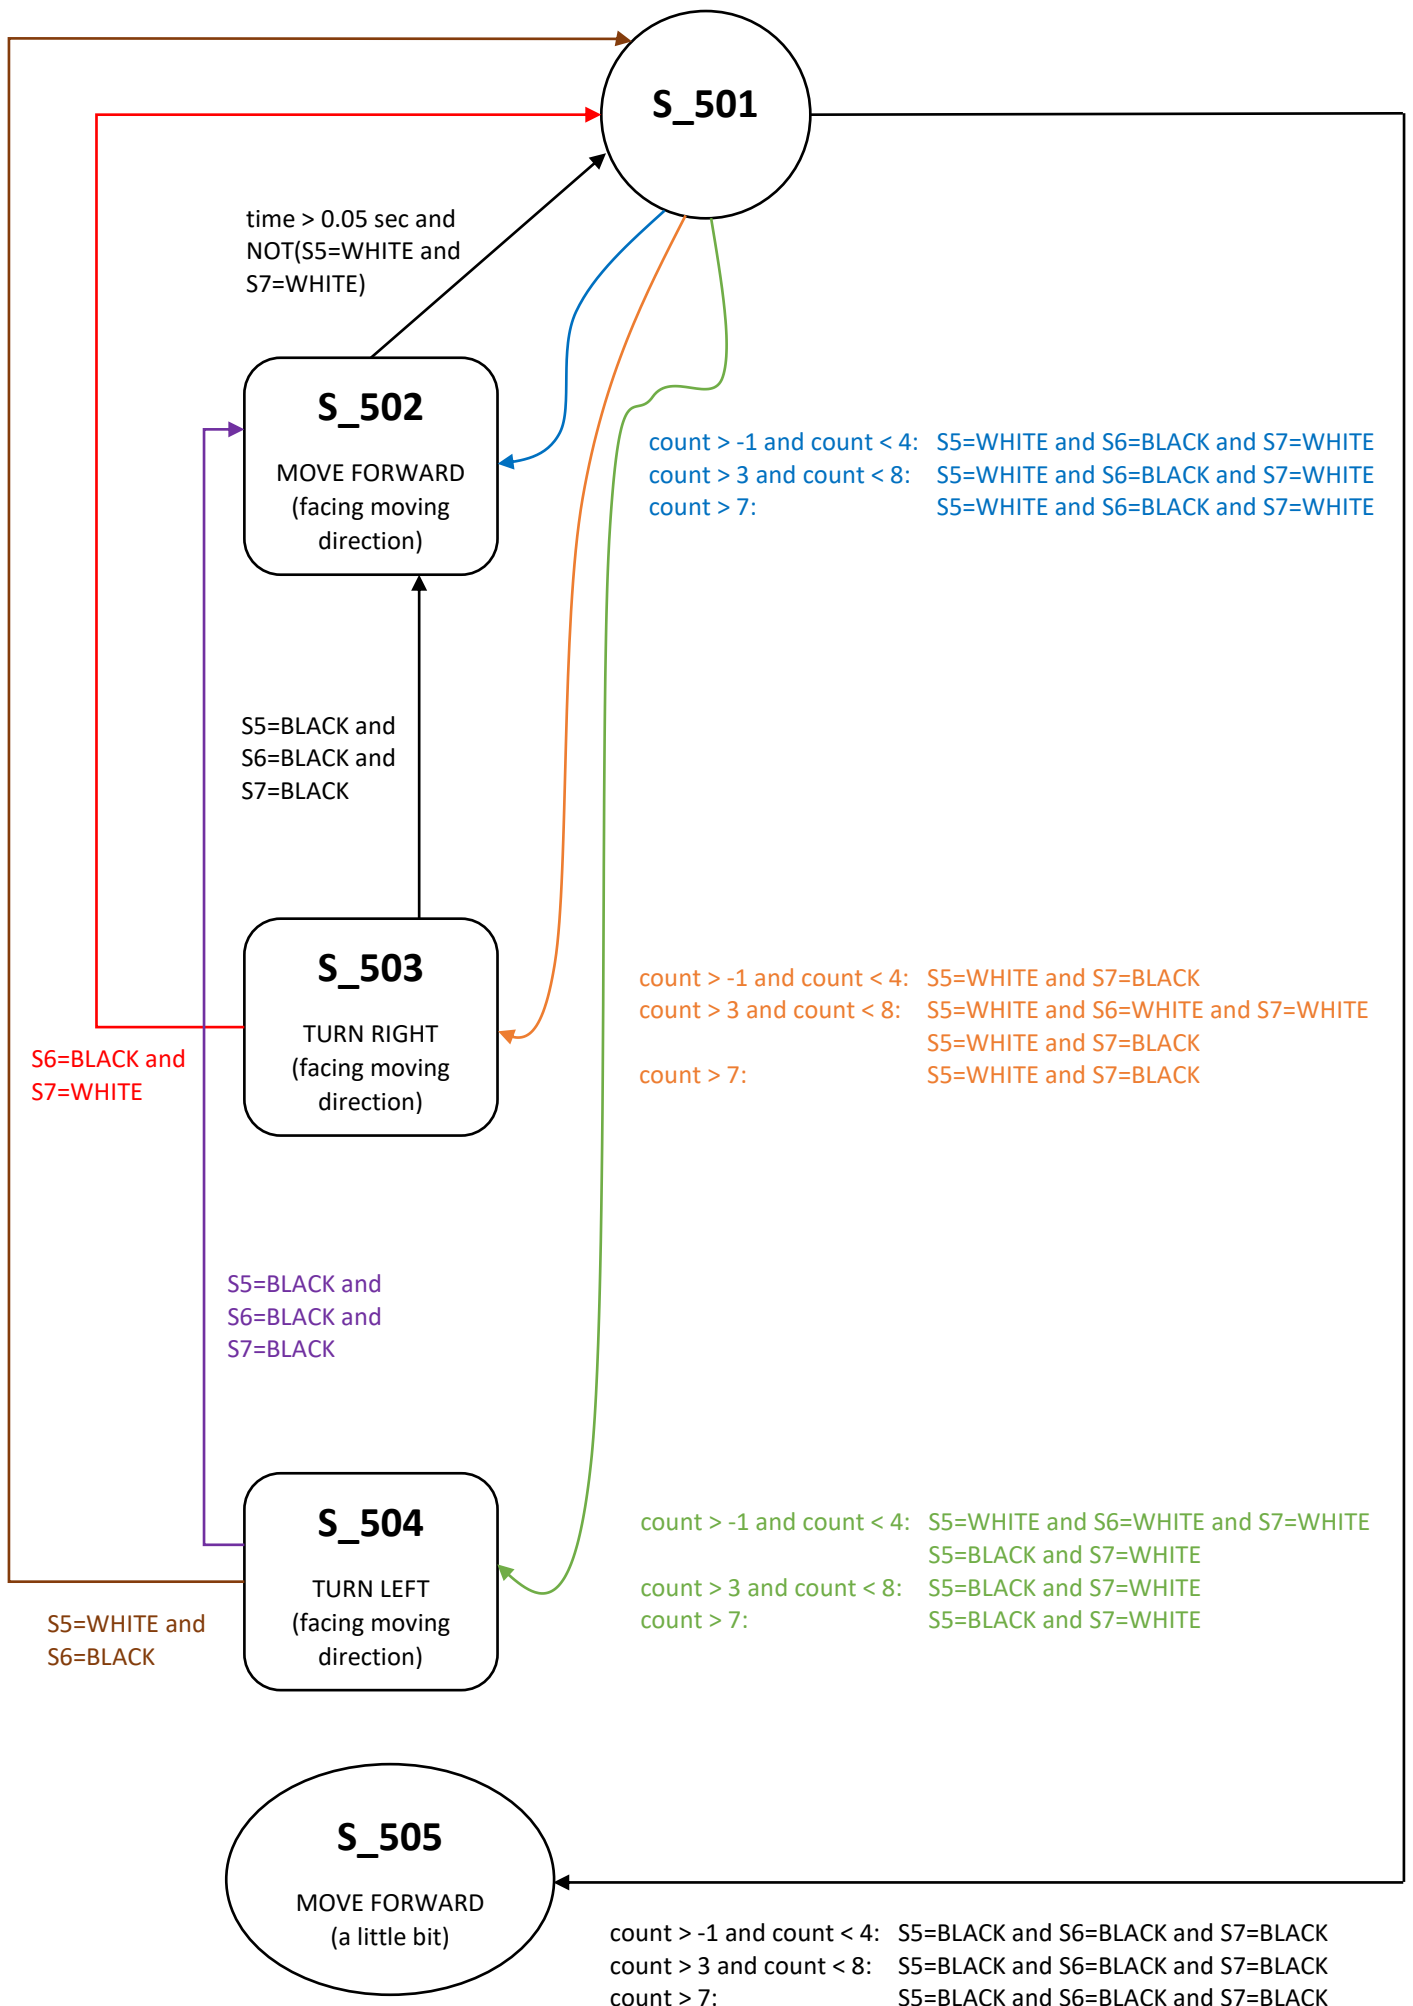 S_501
time > 0.05 sec and
NOT(S5=WHITE and
S7=WHITE)
S_502
MOVE FORWARD
(facing moving
direction)
count > -1 and count < 4: S5=WHITE and S6=BLACK and S7=WHITE
count > 3 and count < 8: S5=WHITE and S6=BLACK and S7=WHITE
count > 7: S5=WHITE and S6=BLACK and S7=WHITE
S5=BLACK and
S6=BLACK and
S7=BLACK
S_503
TURN RIGHT
(facing moving
direction)
count > -1 and count < 4: S5=WHITE and S7=BLACK
count > 3 and count < 8: S5=WHITE and S6=WHITE and S7=WHITE
S5=WHITE and S7=BLACK
count > 7: S5=WHITE and S7=BLACK
S6=BLACK and
S7=WHITE
S5=BLACK and
S6=BLACK and
S7=BLACK
S_504
TURN LEFT
(facing moving
direction)
count > -1 and count < 4: S5=WHITE and S6=WHITE and S7=WHITE
S5=BLACK and S7=WHITE
count > 3 and count < 8: S5=BLACK and S7=WHITE
count > 7: S5=BLACK and S7=WHITE
S5=WHITE and
S6=BLACK
S_505
MOVE FORWARD
(a little bit)
count > -1 and count < 4: S5=BLACK and S6=BLACK and S7=BLACK
count > 3 and count < 8: S5=BLACK and S6=BLACK and S7=BLACK
count > 7: S5=BLACK and S6=BLACK and S7=BLACK